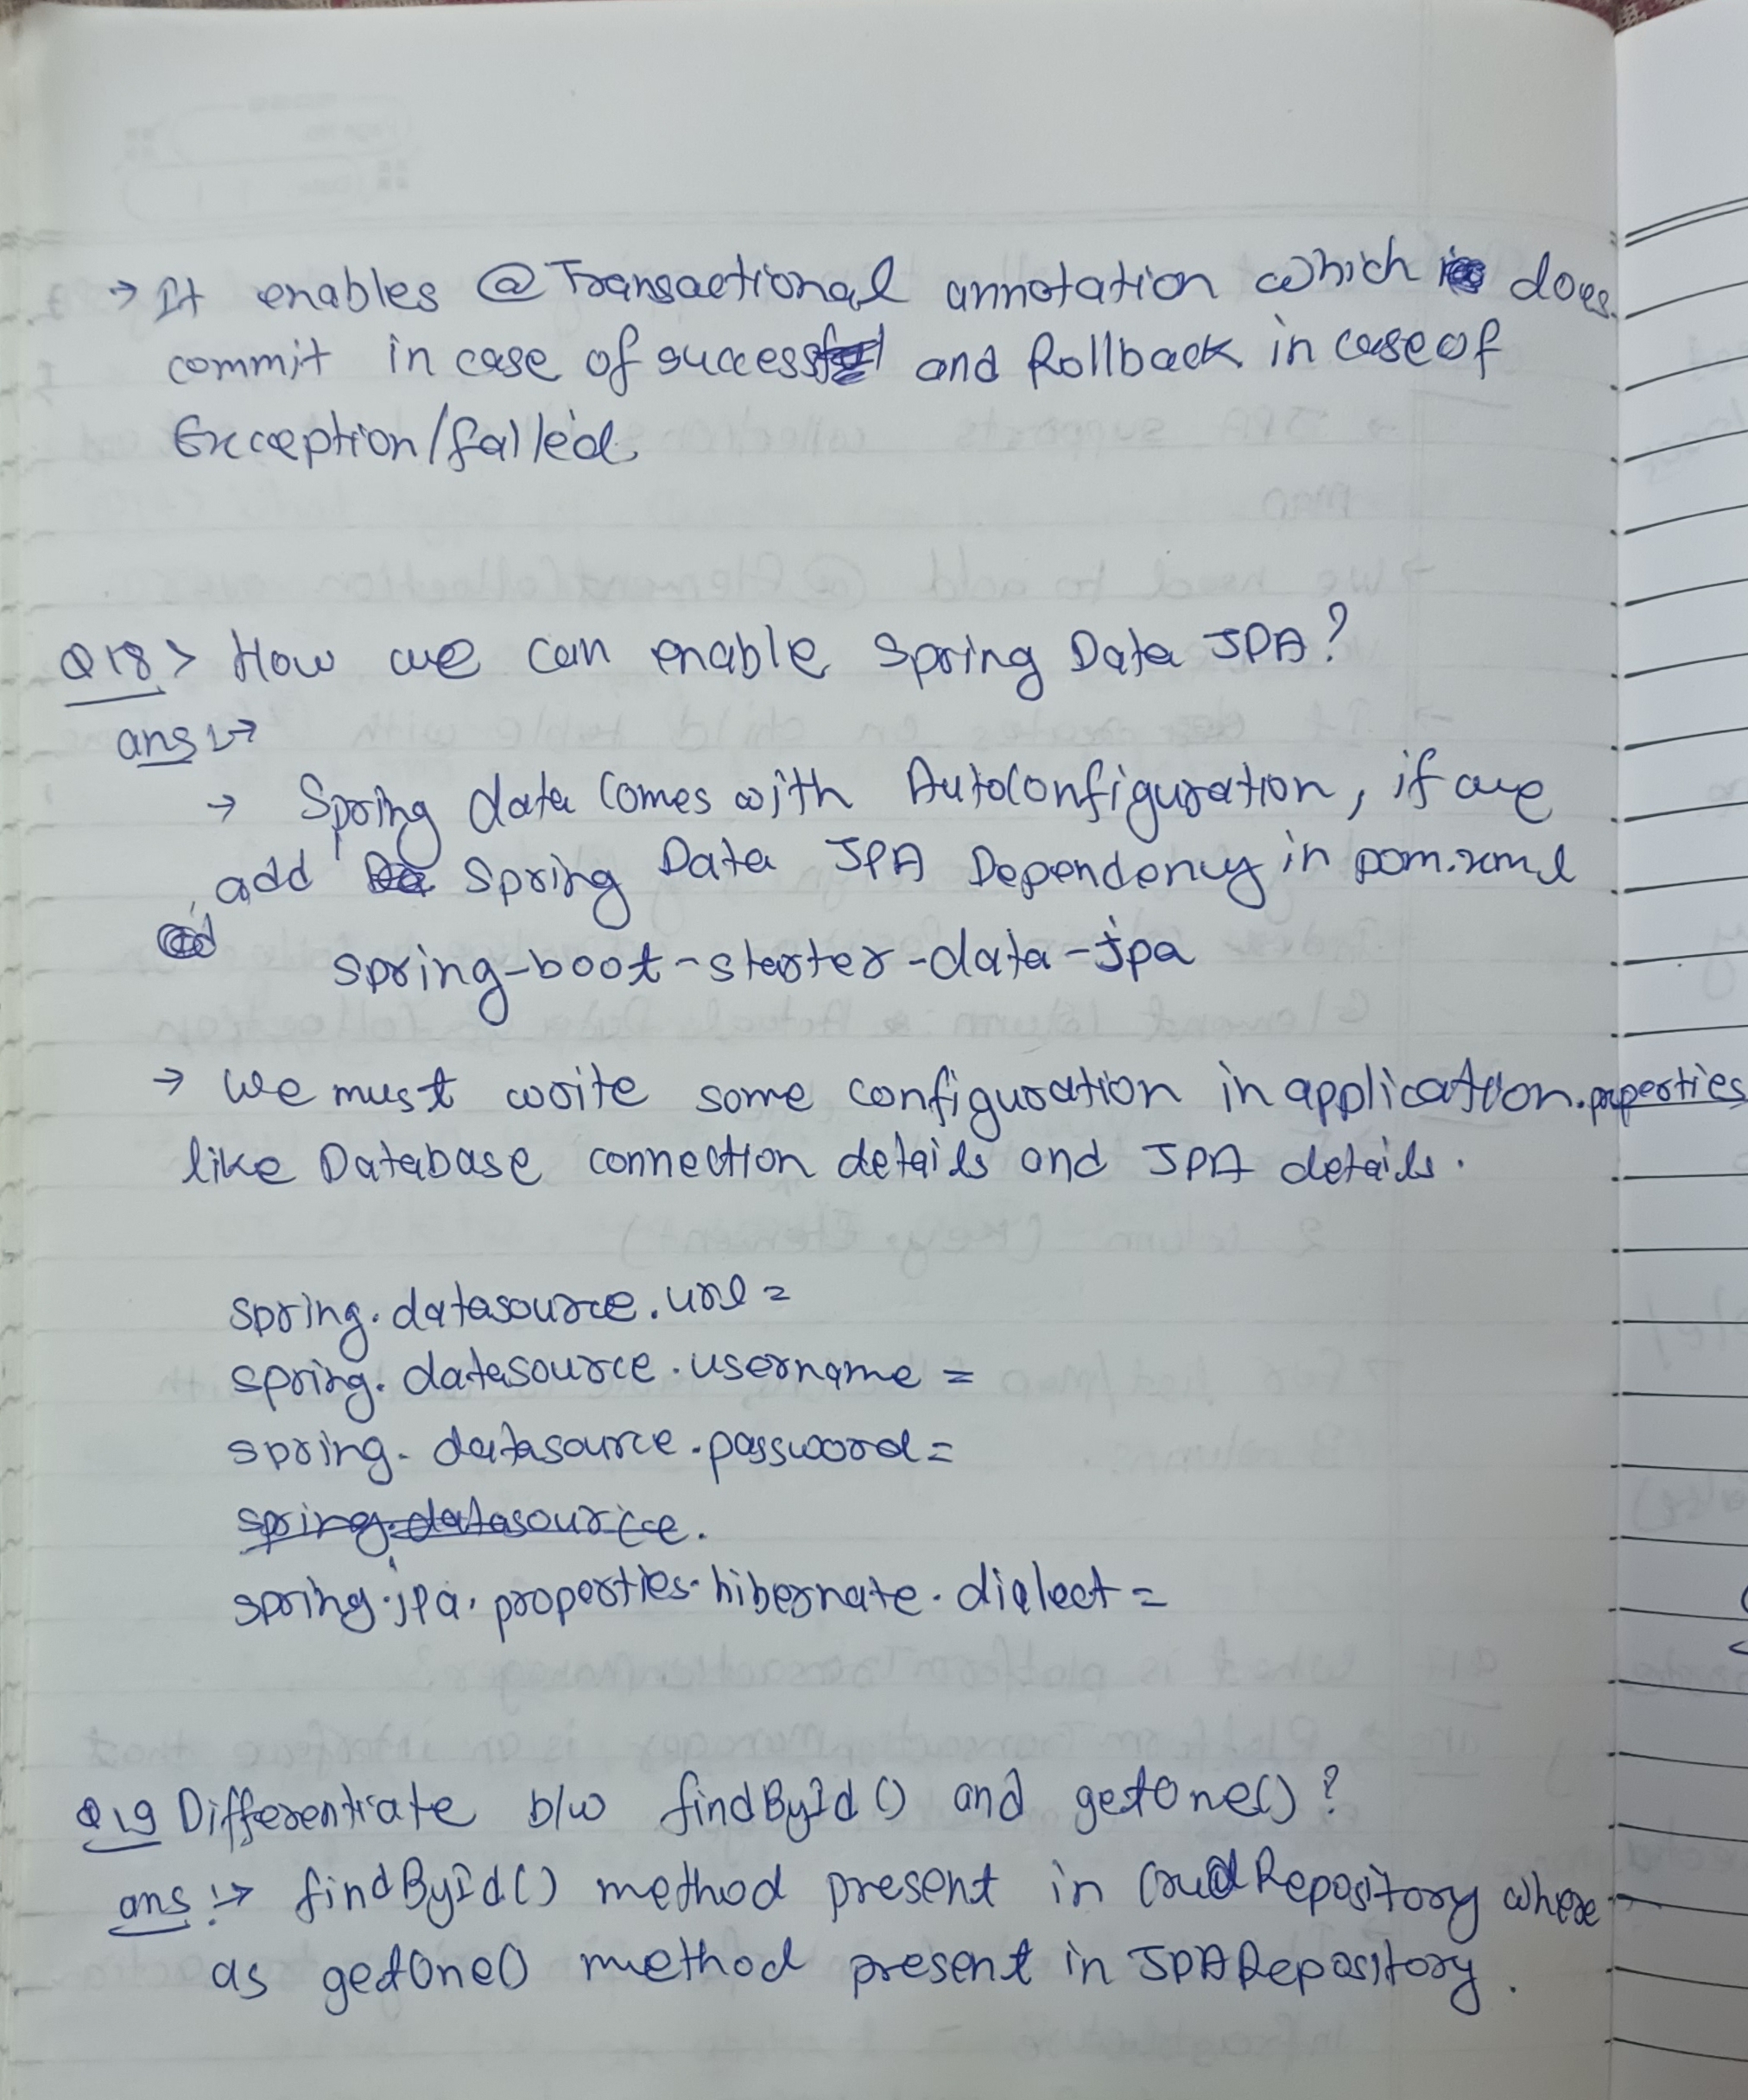 → It enables @Transactional annotation which does
commit in case of success and Rollback in case of
Exception/failed.
Q18> How we can enable Spring Data JPA?
ans :→
→ Spring data comes with AutoConfiguration, if we
add Spring Data JPA Dependency in pom.xml
spring-boot-starter-data-jpa
→ We must write some configuration in application.properties
like Database connection details and JPA details.
spring.datasource.url=
spring.datasource.username=
spring.datasource.password=
spring.datasource.
spring.jpa.properties.hibernate.dialect=
Q19 Differentiate b/w findById() and getOne()?
ans :→ findById() method present in CrudRepository where
as getOne() method present in JPARepository.